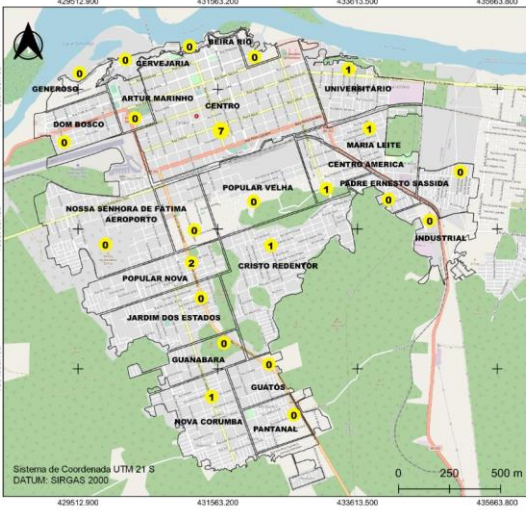 429512.900 431563.200 433613.500 435663.800
BEIRA RIO
0
0
0
CERVEJARIA
0
GENEROSO
1
UNIVERSITÁRIO
ARTUR MARINHO
CENTRO
0
DOM BOSCO
7
1
0
MARIA LEITE
CENTRO AMERICA
0
PADRE ERNESTO SASSIDA
POPULAR VELHA
1
0
0
NOSSA SENHORA DE FÁTIMA
AEROPORTO
0
0
INDUSTRIAL
0
1
2
CRISTO REDENTOR
POPULAR NOVA
0
JARDIM DOS ESTADOS
0
GUANABARA
0
GUATÓS
1
NOVA CORUMBA
0
PANTANAL
Sistema de Coordenada UTM 21 S
DATUM: SIRGAS 2000
0 250 500 m
429512.900 431563.200 433613.500 435663.800